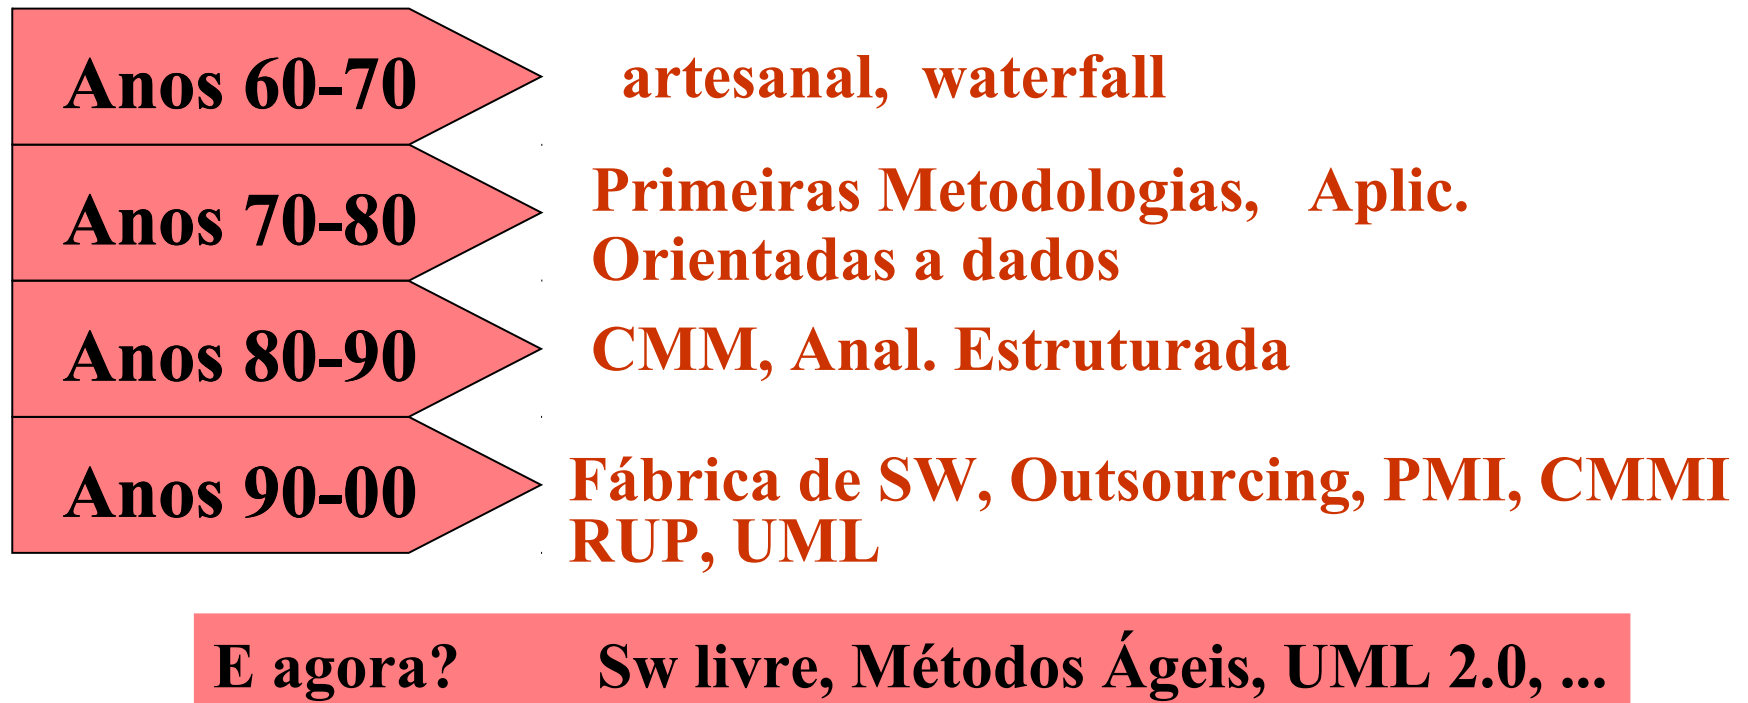 Anos 60-70
artesanal, waterfall
Anos 70-80
Primeiras Metodologias, Aplic.
Orientadas a dados
Anos 80-90
CMM, Anal. Estruturada
Anos 90-00
Fábrica de SW, Outsourcing, PMI, CMMI
RUP, UML
E agora? Sw livre, Métodos Ágeis, UML 2.0, ...